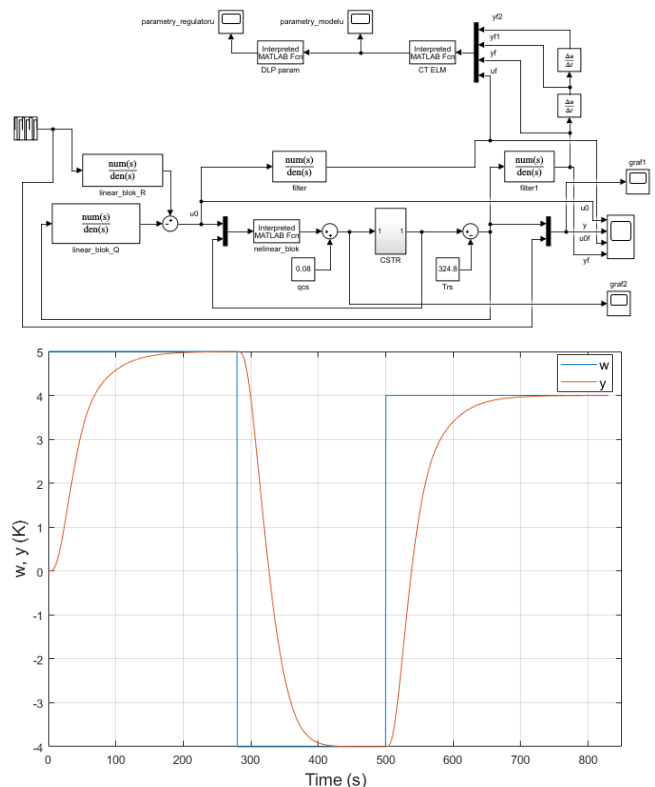 parametry_regulatoru
parametry_modelu
yf2
yf1
yf
uf
Interpreted
MATLAB Fcn
DLP param
Interpreted
MATLAB Fcn
CT ELM
Δu
Δt
Δu
Δt
num(s)
den(s)
linear_blok_R
num(s)
den(s)
filter
num(s)
den(s)
filter1
graf1
num(s)
den(s)
linear_blok_Q
u0
Interpreted
MATLAB Fcn
nelinear_blok
0.08
qcs
1
1
CSTR
324.8
Trs
u0
y
u0f
yf
graf2
w
y
5
4
3
2
1
0
-1
-2
-3
-4
w, y (K)
0
100
200
300
400
500
600
700
800
Time (s)